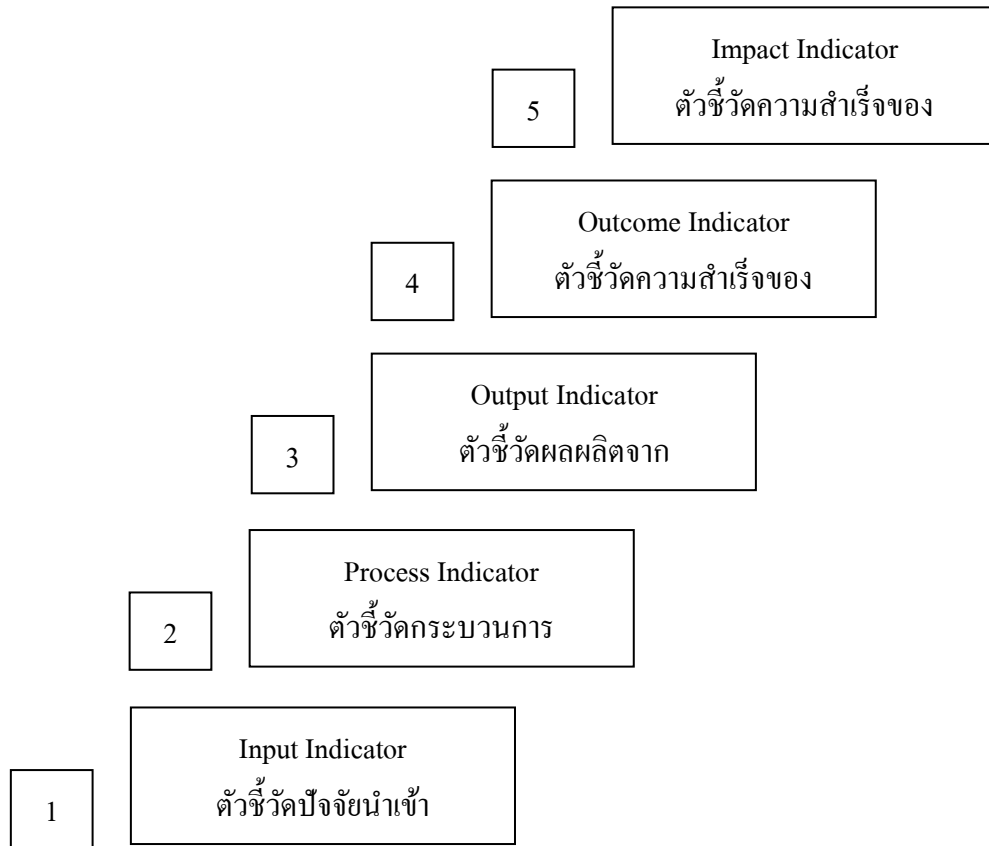 Impact Indicator
5
ตัวชี้วัดความสำเร็จของ
Outcome Indicator
4
ตัวชี้วัดความสำเร็จของ
Output Indicator
3
ตัวชี้วัดผลผลิตจาก
Process Indicator
2
ตัวชี้วัดกระบวนการ
Input Indicator
1
ตัวชี้วัดปัจจัยนำเข้า